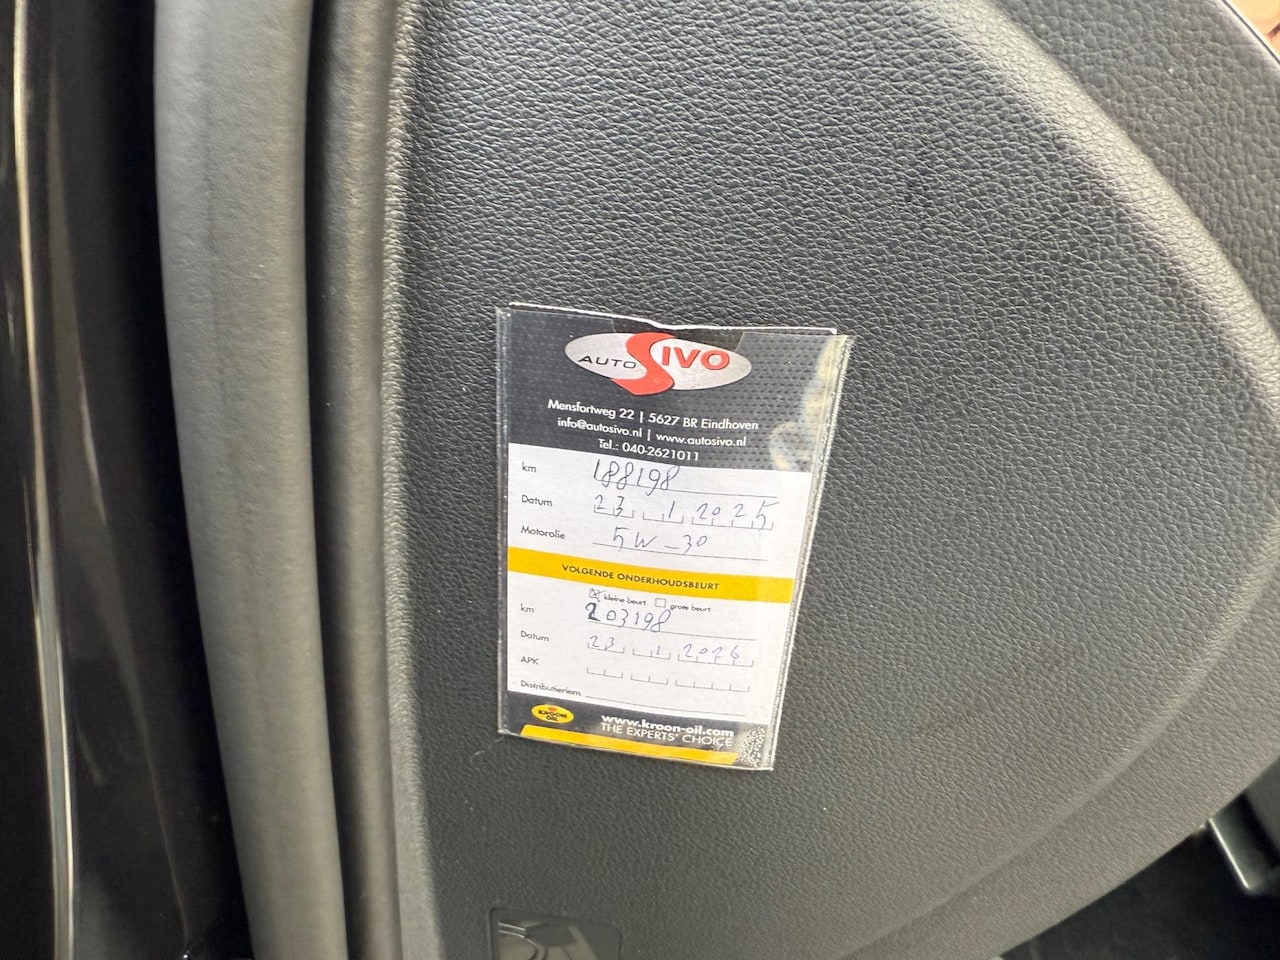 AUTO SIVO
Mensfortweg 22 | 5627 BR Eindhoven
info@autosivo.nl | www.autosivo.nl
Tel.: 040-2621011
km 188198
Datum 23 1 2025
Motorolie 5W-30
VOLGENDE ONDERHOUDSBEURT
kleine beurt grote beurt
km 203198
Datum 23 1 2026
APK
Distributieriem
KROON OIL
www.kroon-oil.com
THE EXPERTS' CHOICE